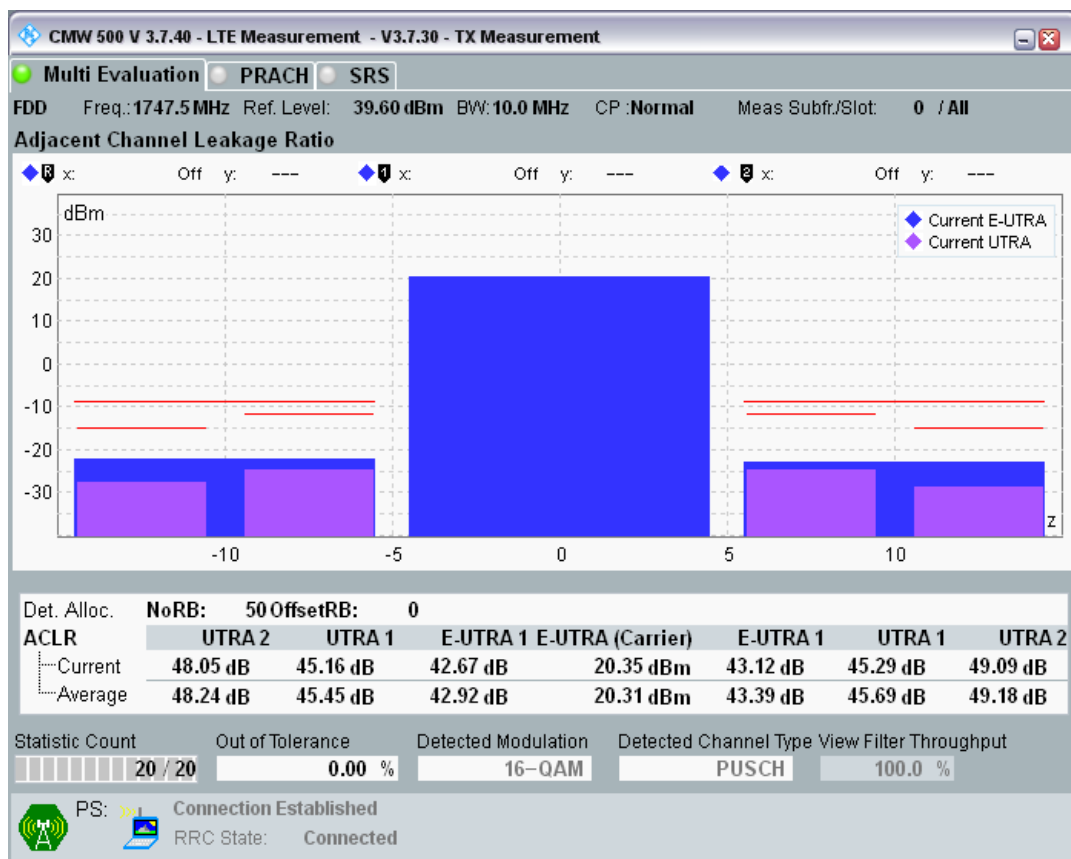 CMW 500 V 3.7.40 - LTE Measurement - V3.7.30 - TX Measurement
Multi Evaluation PRACH SRS
FDD Freq.: 1747.5 MHz Ref. Level: 39.60 dBm BW: 10.0 MHz CP : Normal Meas Subfr./Slot: 0 / All
Adjacent Channel Leakage Ratio
R x: Off y: --- 1 x: Off y: --- 2 x: Off y: ---
dBm
Current E-UTRA
Current UTRA
30
20
10
0
-10
-20
-30
z
-10 -5 0 5 10
Det. Alloc. NoRB: 50 OffsetRB: 0
ACLR UTRA 2 UTRA 1 E-UTRA 1 E-UTRA (Carrier) E-UTRA 1 UTRA 1 UTRA 2
Current 48.05 dB 45.16 dB 42.67 dB 20.35 dBm 43.12 dB 45.29 dB 49.09 dB
Average 48.24 dB 45.45 dB 42.92 dB 20.31 dBm 43.39 dB 45.69 dB 49.18 dB
Statistic Count Out of Tolerance Detected Modulation Detected Channel Type View Filter Throughput
20 / 20 0.00 % 16-QAM PUSCH 100.0 %
PS: Connection Established
RRC State: Connected